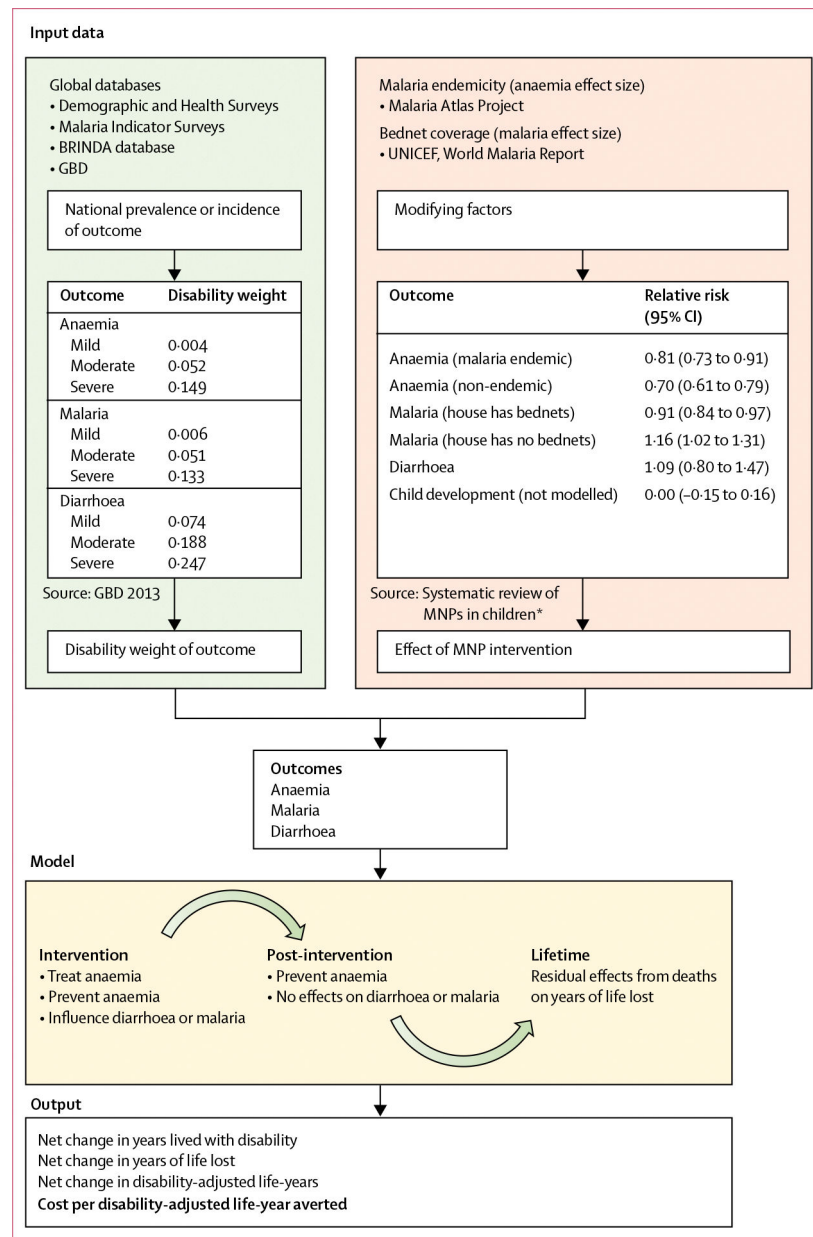 Input data
Global databases
• Demographic and Health Surveys
• Malaria Indicator Surveys
• BRINDA database
• GBD
National prevalence or incidence
of outcome
Outcome Disability weight
Anaemia
Mild 0·004
Moderate 0·052
Severe 0·149
Malaria
Mild 0·006
Moderate 0·051
Severe 0·133
Diarrhoea
Mild 0·074
Moderate 0·188
Severe 0·247
Source: GBD 2013
Disability weight of outcome
Malaria endemicity (anaemia effect size)
• Malaria Atlas Project
Bednet coverage (malaria effect size)
• UNICEF, World Malaria Report
Modifying factors
Outcome Relative risk
(95% CI)
Anaemia (malaria endemic) 0·81 (0·73 to 0·91)
Anaemia (non-endemic) 0·70 (0·61 to 0·79)
Malaria (house has bednets) 0·91 (0·84 to 0·97)
Malaria (house has no bednets) 1·16 (1·02 to 1·31)
Diarrhoea 1·09 (0·80 to 1·47)
Child development (not modelled) 0·00 (–0·15 to 0·16)
Source: Systematic review of
MNPs in children*
Effect of MNP intervention
Outcomes
Anaemia
Malaria
Diarrhoea
Model
Intervention
• Treat anaemia
• Prevent anaemia
• Influence diarrhoea or malaria
Post-intervention
• Prevent anaemia
• No effects on diarrhoea or malaria
Lifetime
Residual effects from deaths
on years of life lost
Output
Net change in years lived with disability
Net change in years of life lost
Net change in disability-adjusted life-years
Cost per disability-adjusted life-year averted